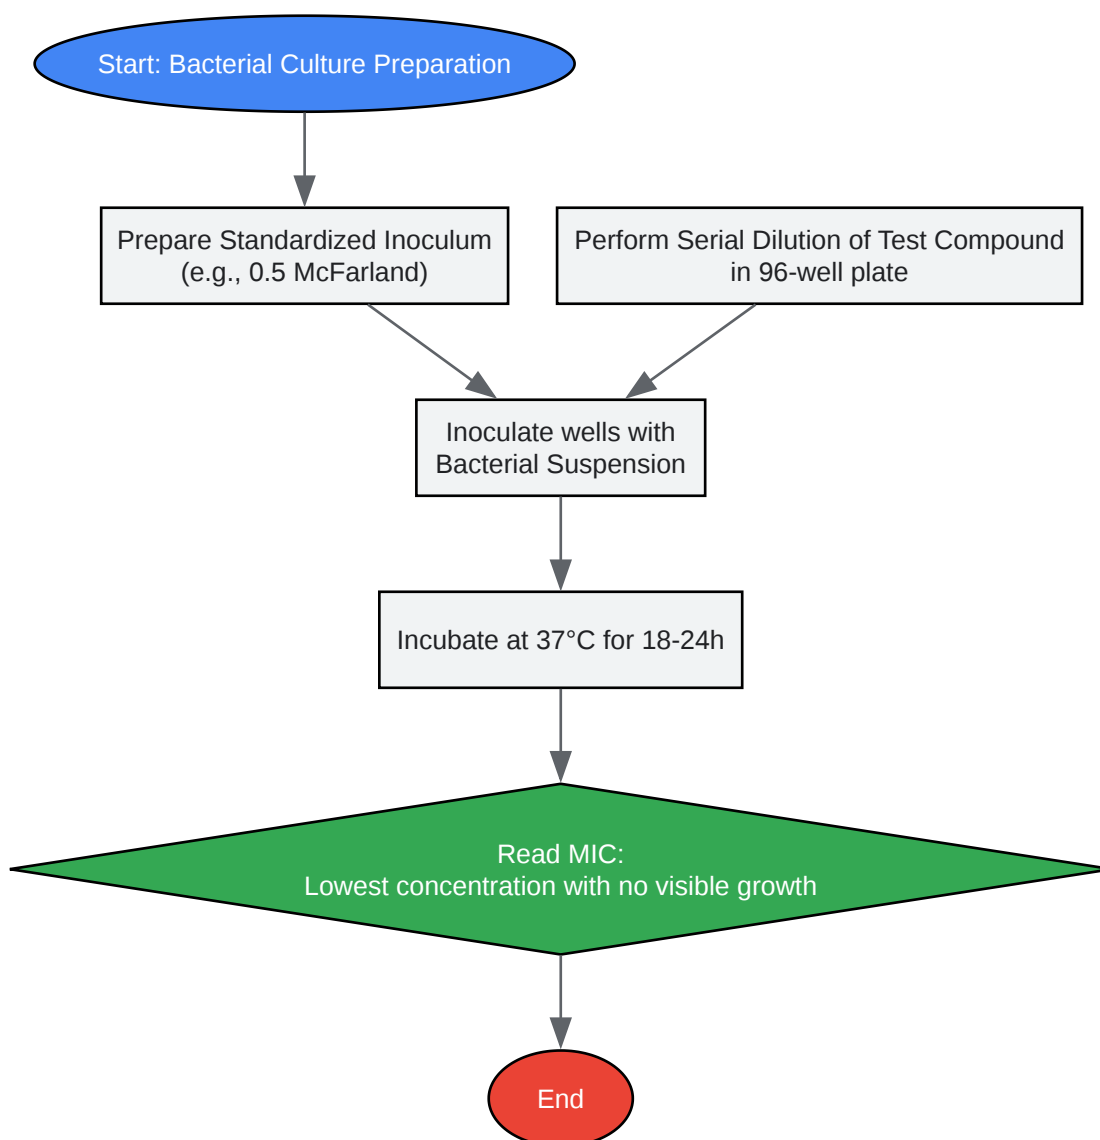 Start: Bacterial Culture Preparation
Prepare Standardized Inoculum
(e.g., 0.5 McFarland)
Perform Serial Dilution of Test Compound
in 96-well plate
Inoculate wells with
Bacterial Suspension
Incubate at 37°C for 18-24h
Read MIC:
Lowest concentration with no visible growth
End